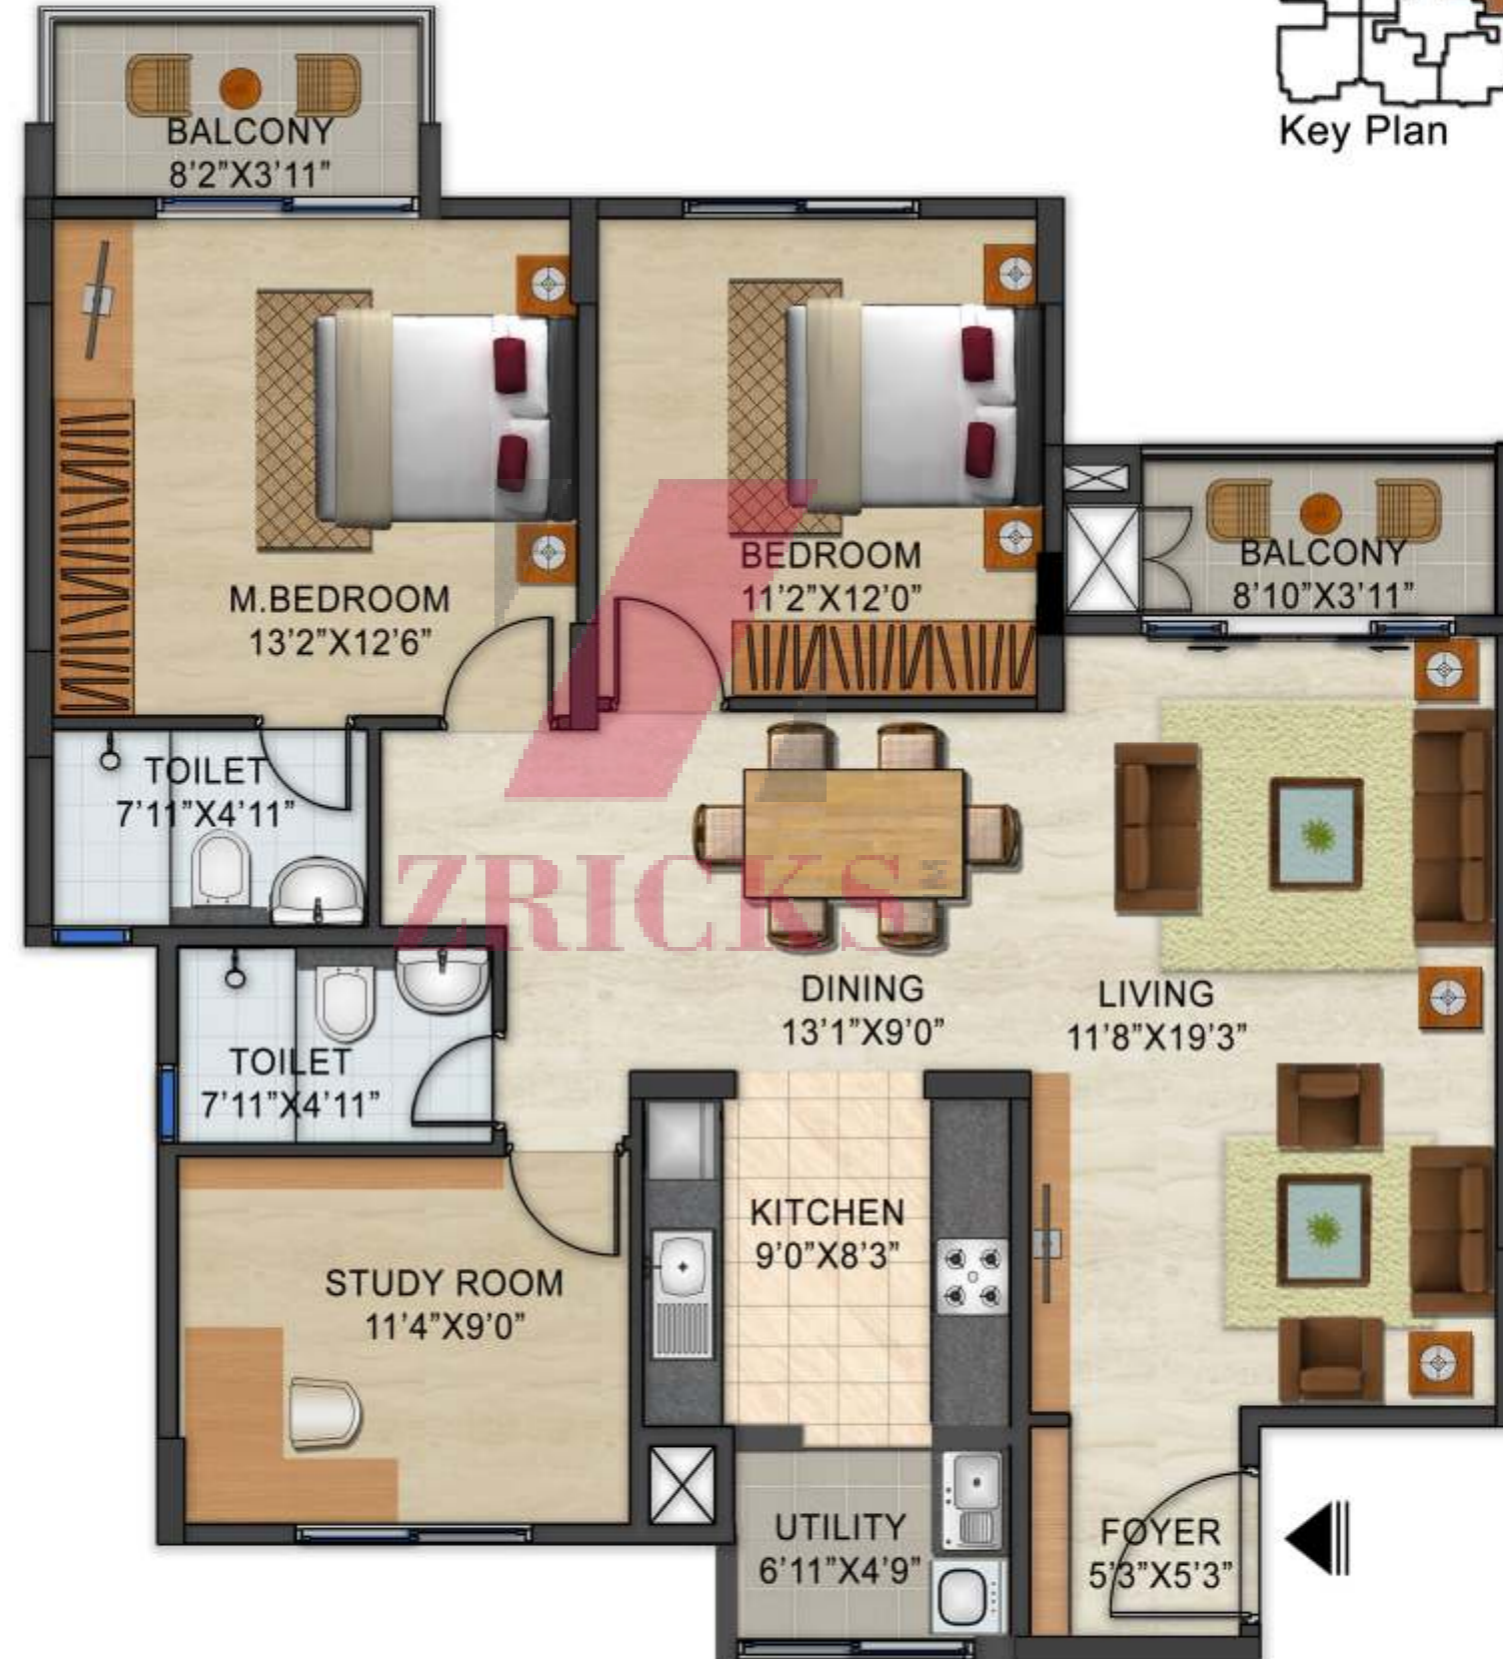 Key Plan
BALCONY
8'2"X3'11"
M.BEDROOM
13'2"X12'6"
BEDROOM
11'2"X12'0"
BALCONY
8'10"X3'11"
TOILET
7'11"X4'11"
ZRICKS
TOILET
7'11"X4'11"
DINING
13'1"X9'0"
LIVING
11'8"X19'3"
KITCHEN
9'0"X8'3"
STUDY ROOM
11'4"X9'0"
UTILITY
6'11"X4'9"
FOYER
5'3"X5'3"